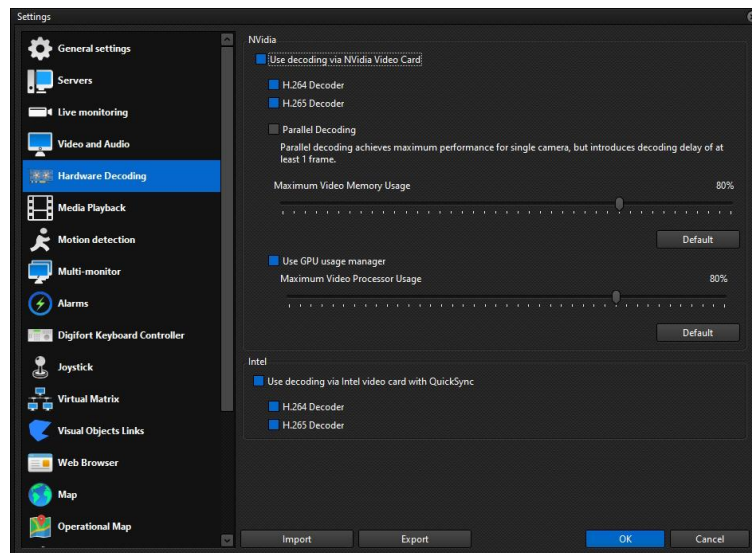 Settings
General settings
Servers
Live monitoring
Video and Audio
Hardware Decoding
Media Playback
Motion detection
Multi-monitor
Alarms
Digifort Keyboard Controller
Joystick
Virtual Matrix
Visual Objects Links
Web Browser
Map
Operational Map
NVidia
Use decoding via NVidia Video Card
H.264 Decoder
H.265 Decoder
Parallel Decoding
Parallel decoding achieves maximum performance for single camera, but introduces decoding delay of at
least 1 frame.
Maximum Video Memory Usage 80%
Default
Use GPU usage manager
Maximum Video Processor Usage 80%
Default
Intel
Use decoding via Intel video card with QuickSync
H.264 Decoder
H.265 Decoder
Import Export OK Cancel